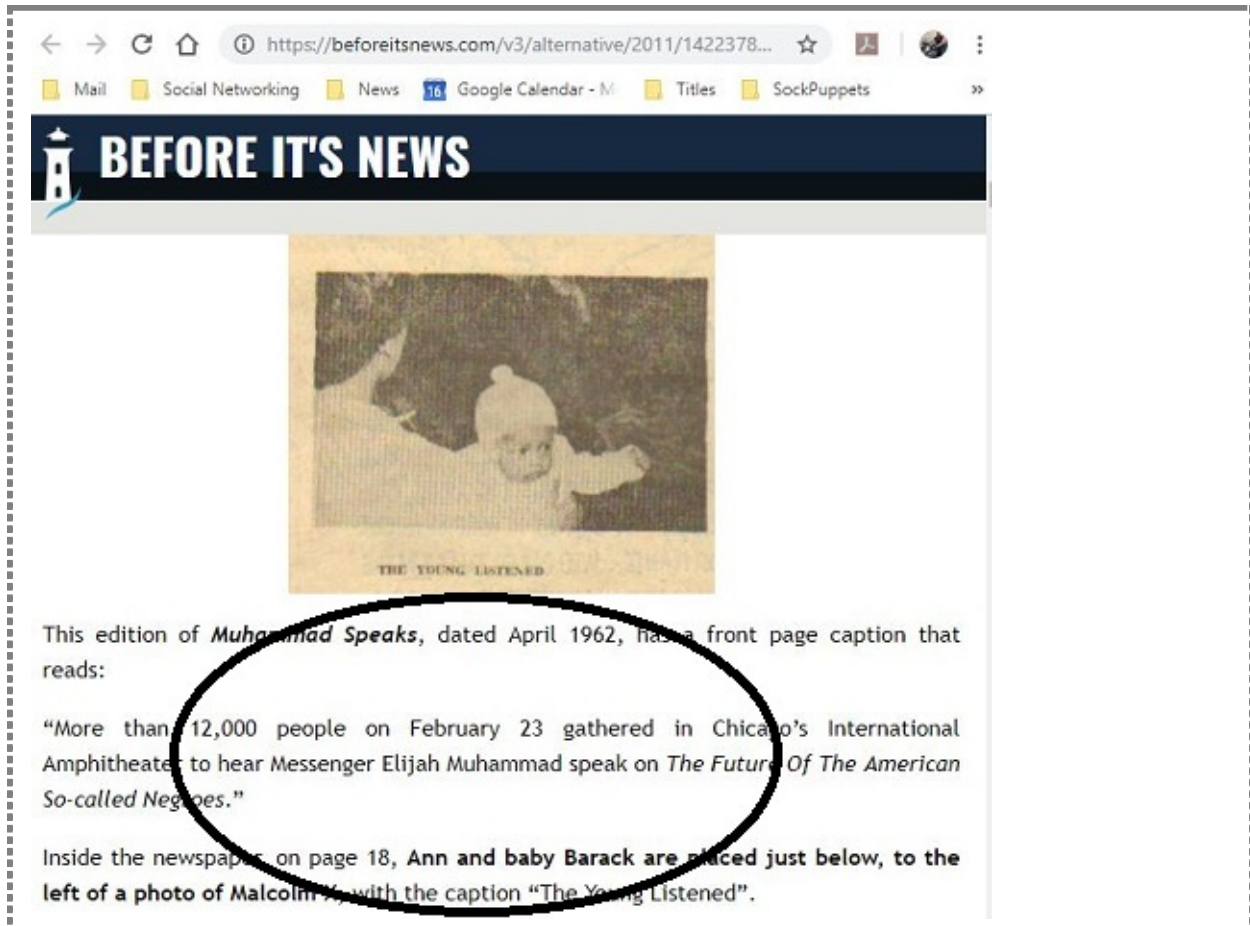 https://beforeitsnews.com/v3/alternative/2011/1422378...
Mail Social Networking News 16 Google Calendar - M Titles SockPuppets »
BEFORE IT'S NEWS
THE YOUNG LISTENED
This edition of Muhammad Speaks, dated April 1962, has a front page caption that
reads:
“More than 12,000 people on February 23 gathered in Chicago’s International
Amphitheater to hear Messenger Elijah Muhammad speak on The Future Of The American
So-called Negroes.”
Inside the newspaper, on page 18, Ann and baby Barack are placed just below, to the
left of a photo of Malcolm X, with the caption “The Young Listened”.